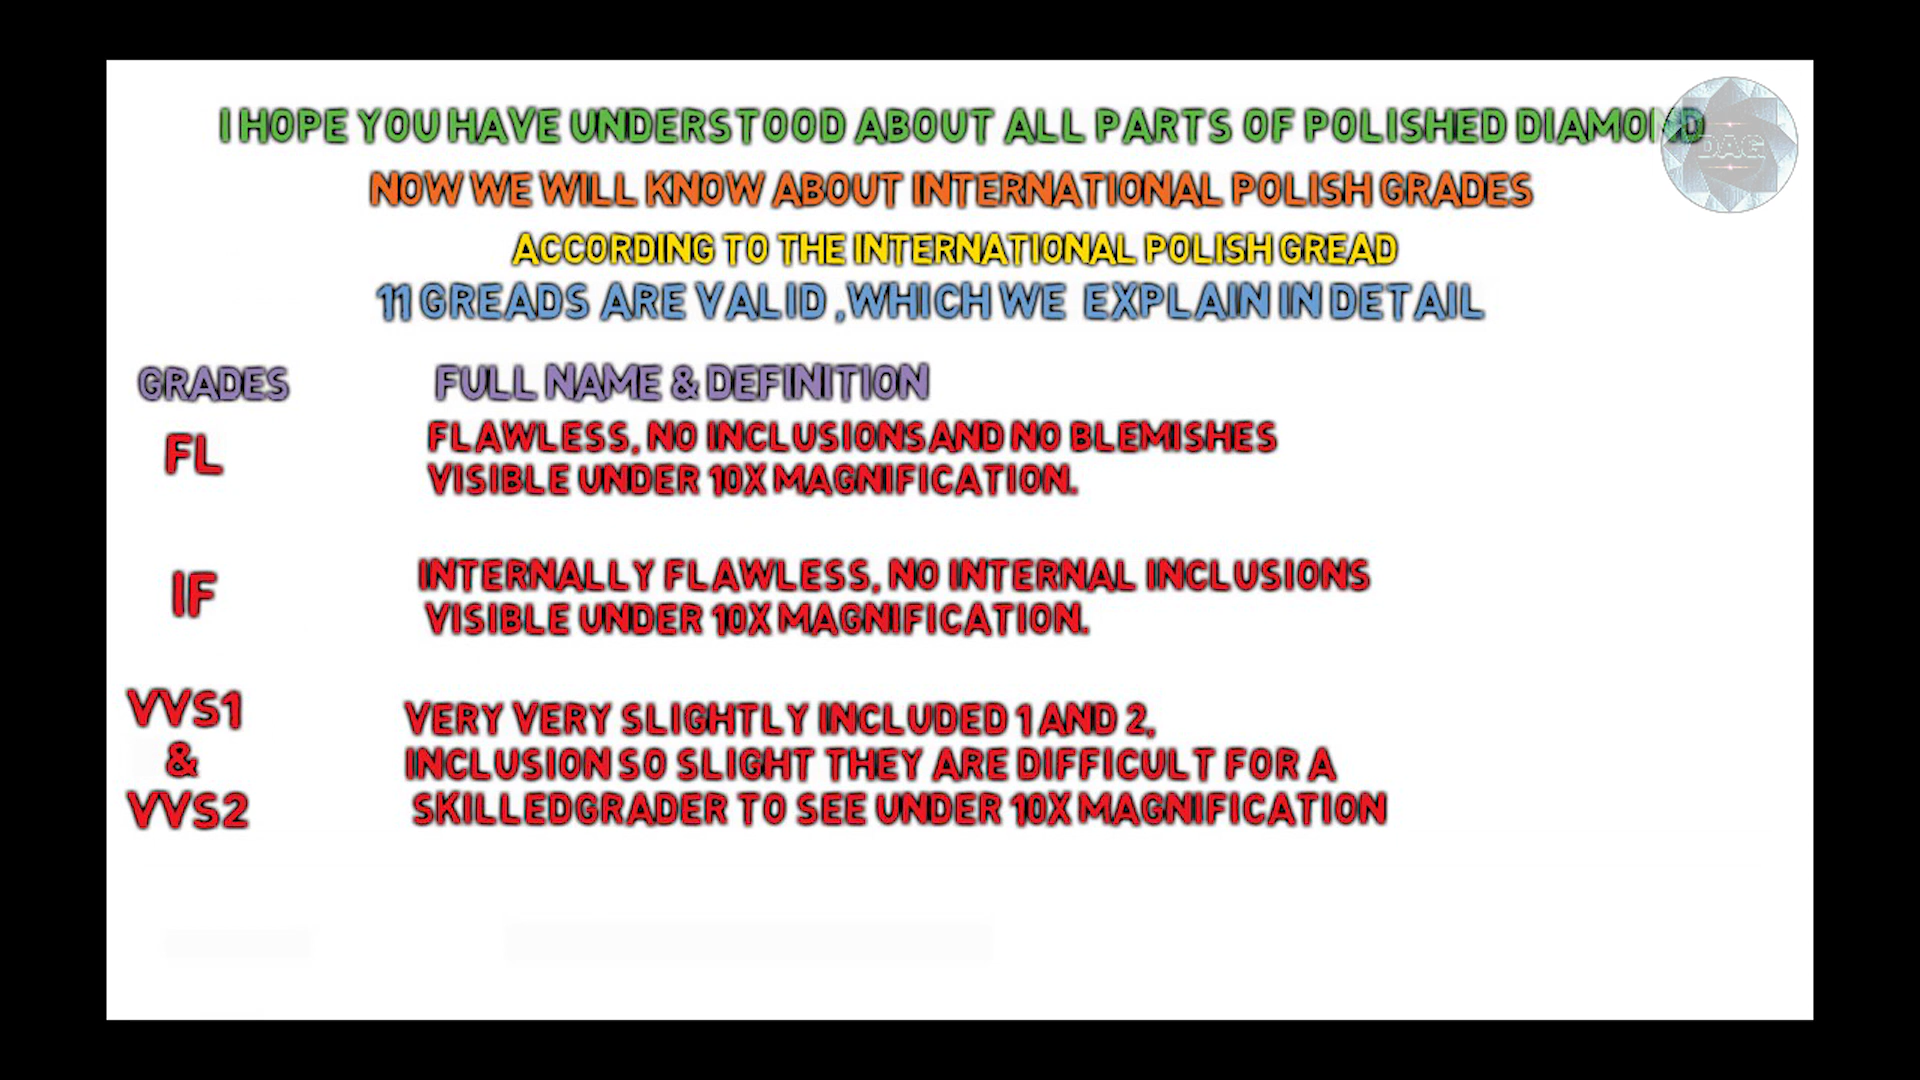 I HOPE YOU HAVE UNDERSTOOD ABOUT ALL PARTS OF POLISHED DIAMOND
DAG
NOW WE WILL KNOW ABOUT INTERNATIONAL POLISH GRADES
ACCORDING TO THE INTERNATIONAL POLISH GREAD
11 GREADS ARE VALID ,WHICH WE EXPLAIN IN DETAIL
GRADES FULL NAME & DEFINITION
FL
FLAWLESS, NO INCLUSIONS AND NO BLEMISHES
VISIBLE UNDER 10X MAGNIFICATION.
IF
INTERNALLY FLAWLESS, NO INTERNAL INCLUSIONS
VISIBLE UNDER 10X MAGNIFICATION.
VVS1
&
VVS2
VERY VERY SLIGHTLY INCLUDED 1 AND 2,
INCLUSION SO SLIGHT THEY ARE DIFFICULT FOR A
SKILLEDGRADER TO SEE UNDER 10X MAGNIFICATION